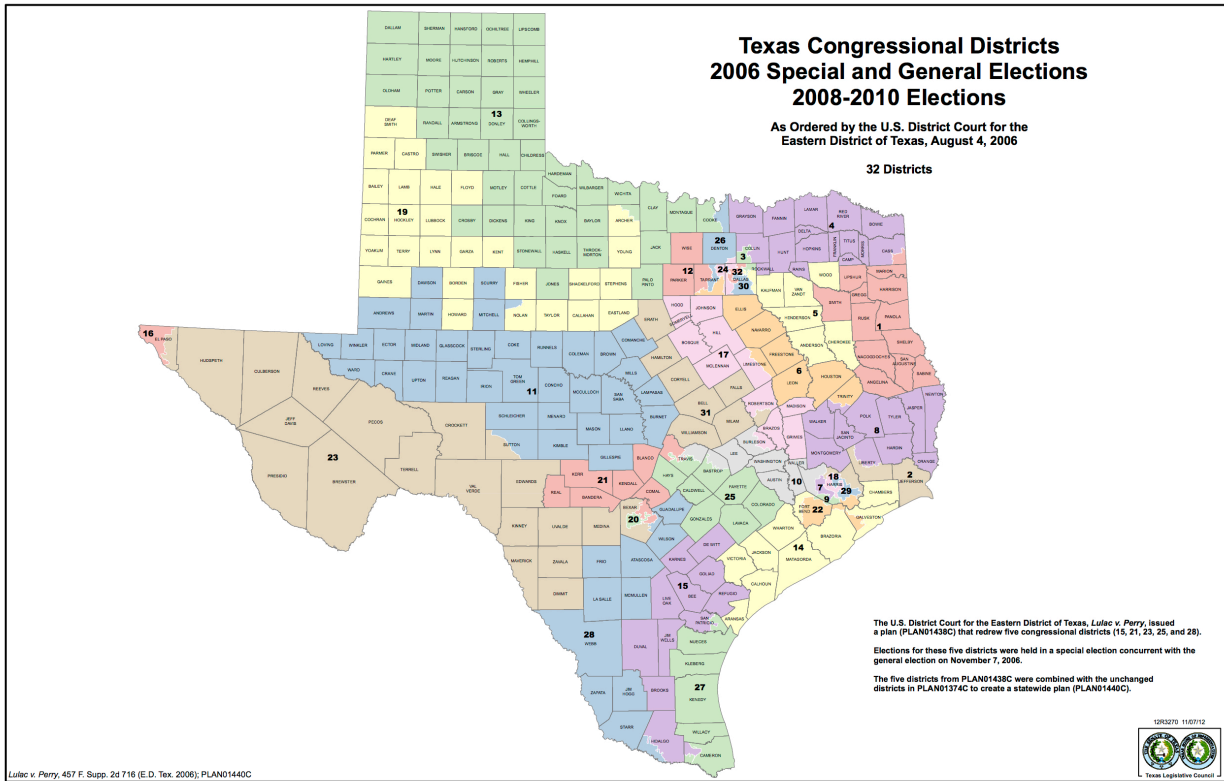 Texas Congressional Districts
2006 Special and General Elections
2008-2010 Elections
As Ordered by the U.S. District Court for the
Eastern District of Texas, August 4, 2006
32 Districts
DALLAM SHERMAN HANSFORD OCHILTREE LIPSCOMB
HARTLEY MOORE HUTCHINSON ROBERTS HEMPHILL
OLDHAM POTTER CARSON GRAY WHEELER
13
DEAF
SMITH RANDALL ARMSTRONG DONLEY COLLINGS-
WORTH
PARMER CASTRO SWISHER BRISCOE HALL CHILDRESS
HARDEMAN
BAILEY LAMB HALE FLOYD MOTLEY COTTLE FOARD WILBARGER WICHITA
19
COCHRAN HOCKLEY LUBBOCK CROSBY DICKENS KING KNOX BAYLOR ARCHER CLAY MONTAGUE COOKE GRAYSON FANNIN LAMAR RED
RIVER BOWIE
4
DELTA
YOAKUM TERRY LYNN GARZA KENT STONEWALL HASKELL THROCK-
MORTON YOUNG JACK WISE 26
DENTON COLLIN
3
HUNT HOPKINS FRANKLIN TITUS MORRIS CASS
CAMP
GAINES DAWSON BORDEN SCURRY FISHER JONES SHACKELFORD STEPHENS PALO
PINTO 12
PARKER TARRANT 24 32
DALLAS
30
ROCKWALL RAINS WOOD UPSHUR MARION
HARRISON
GREGG
KAUFMAN VAN
ZANDT SMITH
ANDREWS MARTIN HOWARD MITCHELL NOLAN TAYLOR CALLAHAN EASTLAND ERATH HOOD JOHNSON ELLIS
SOMERVELL
5
HENDERSON RUSK PANOLA
1
16
EL PASO HUDSPETH CULBERSON REEVES
LOVING WINKLER ECTOR MIDLAND GLASSCOCK STERLING COKE RUNNELS COLEMAN BROWN COMANCHE
BOSQUE HILL NAVARRO ANDERSON CHEROKEE SHELBY
WARD CRANE UPTON REAGAN IRION TOM
GREEN CONCHO MCCULLOCH SAN
SABA MILLS HAMILTON
11
17
MCLENNAN LIMESTONE FREESTONE NACOGDOCHES SAN
AUGUSTINE SABINE
6
LEON HOUSTON ANGELINA
CORYELL FALLS LAMPASAS BELL
31
ROBERTSON MADISON TRINITY NEWTON
JEFF
DAVIS PECOS CROCKETT SCHLEICHER MENARD MASON LLANO BURNET
WILLIAMSON MILAM BRAZOS GRIMES WALKER POLK TYLER JASPER
8
SAN
JACINTO HARDIN
MONTGOMERY LIBERTY ORANGE
SUTTON KIMBLE GILLESPIE BLANCO TRAVIS
BURLESON LEE WASHINGTON WALLER
23
PRESIDIO BREWSTER TERRELL VAL
VERDE EDWARDS
KERR 21 KENDALL
REAL BANDERA COMAL
HAYS BASTROP AUSTIN 10 7 18
HARRIS 29
9
2
JEFFERSON
CHAMBERS
CALDWELL FAYETTE
25
COLORADO FORT
BEND 22
GALVESTON
BEXAR
20
GUADALUPE GONZALES LAVACA WHARTON BRAZORIA
KINNEY UVALDE MEDINA WILSON
DE WITT JACKSON 14
MATAGORDA
MAVERICK ZAVALA FRIO ATASCOSA KARNES VICTORIA
GOLIAD CALHOUN
DIMMIT LA SALLE MCMULLEN LIVE
OAK 15
BEE REFUGIO
ARANSAS
SAN
PATRICIO
28
WEBB DUVAL JIM
WELLS NUECES
KLEBERG
ZAPATA JIM
HOGG BROOKS 27
KENEDY
STARR HIDALGO WILLACY
CAMERON
The U.S. District Court for the Eastern District of Texas, Lulac v. Perry, issued
a plan (PLAN01438C) that redrew five congressional districts (15, 21, 23, 25, and 28).
Elections for these five districts were held in a special election concurrent with the
general election on November 7, 2006.
The five districts from PLAN01438C were combined with the unchanged
districts in PLAN01374C to create a statewide plan (PLAN01440C).
12R3270 11/07/12
Texas Legislative Council
Lulac v. Perry, 457 F. Supp. 2d 716 (E.D. Tex. 2006); PLAN01440C